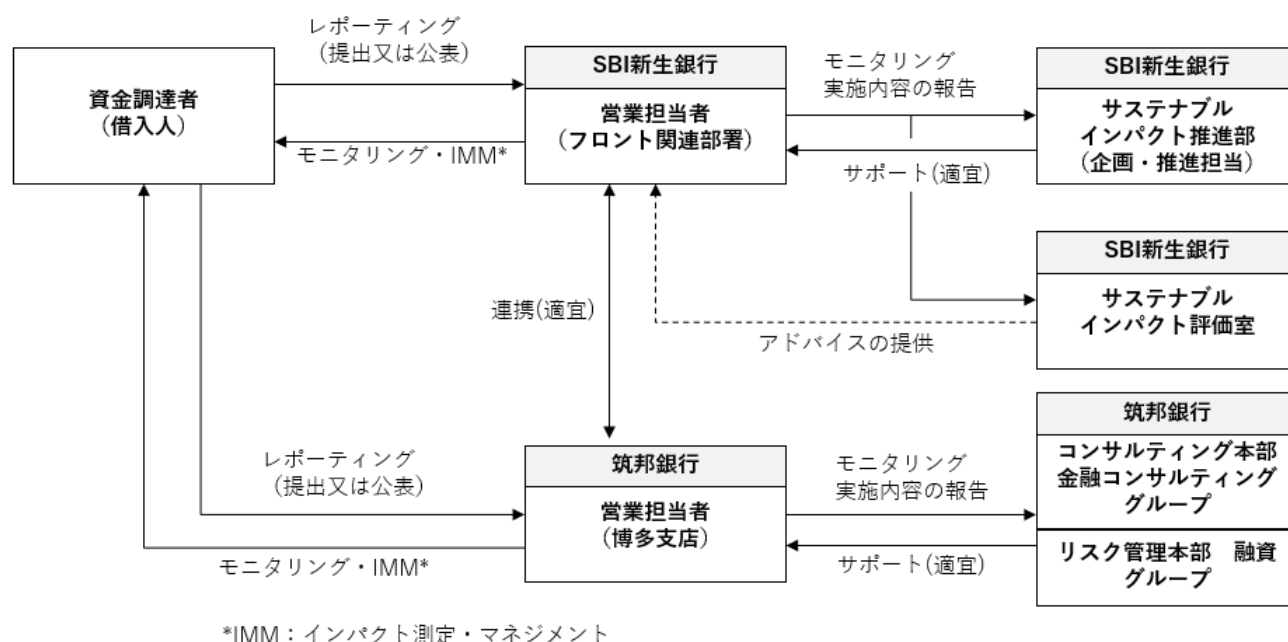 資金調達者
(借入人)
レポーティング
(提出又は公表)
モニタリング・IMM*
SBI新生銀行
営業担当者
(フロント関連部署)
モニタリング
実施内容の報告
サポート(適宜)
SBI新生銀行
サステナブル
インパクト推進部
(企画・推進担当)
SBI新生銀行
サステナブル
インパクト評価室
アドバイスの提供
連携(適宜)
レポーティング
(提出又は公表)
モニタリング・IMM*
筑邦銀行
営業担当者
(博多支店)
モニタリング
実施内容の報告
サポート(適宜)
筑邦銀行
コンサルティング本部
金融コンサルティング
グループ
リスク管理本部　融資
グループ
*IMM：インパクト測定・マネジメント